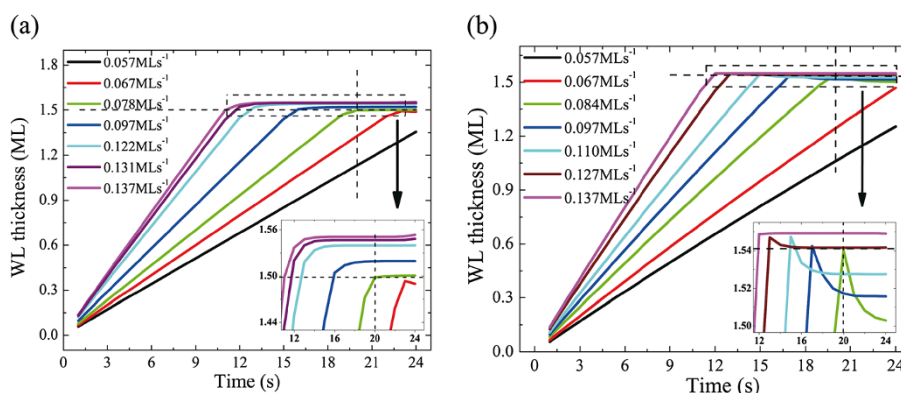 (a)
WL thickness (ML)
1.8
1.5
1.2
0.9
0.6
0.3
0.0
0.057MLs⁻¹
0.067MLs⁻¹
0.078MLs⁻¹
0.097MLs⁻¹
0.122MLs⁻¹
0.131MLs⁻¹
0.137MLs⁻¹
1.56
1.50
1.44
12 16 20 24
0 3 6 9 12 15 18 21 24
Time (s)
(b)
WL thickness (ML)
1.5
1.2
0.9
0.6
0.3
0.0
0.057MLs⁻¹
0.067MLs⁻¹
0.084MLs⁻¹
0.097MLs⁻¹
0.110MLs⁻¹
0.127MLs⁻¹
0.137MLs⁻¹
1.54
1.52
1.50
12 14 16 18 20 22 24
0 3 6 9 12 15 18 21 24
Time (s)